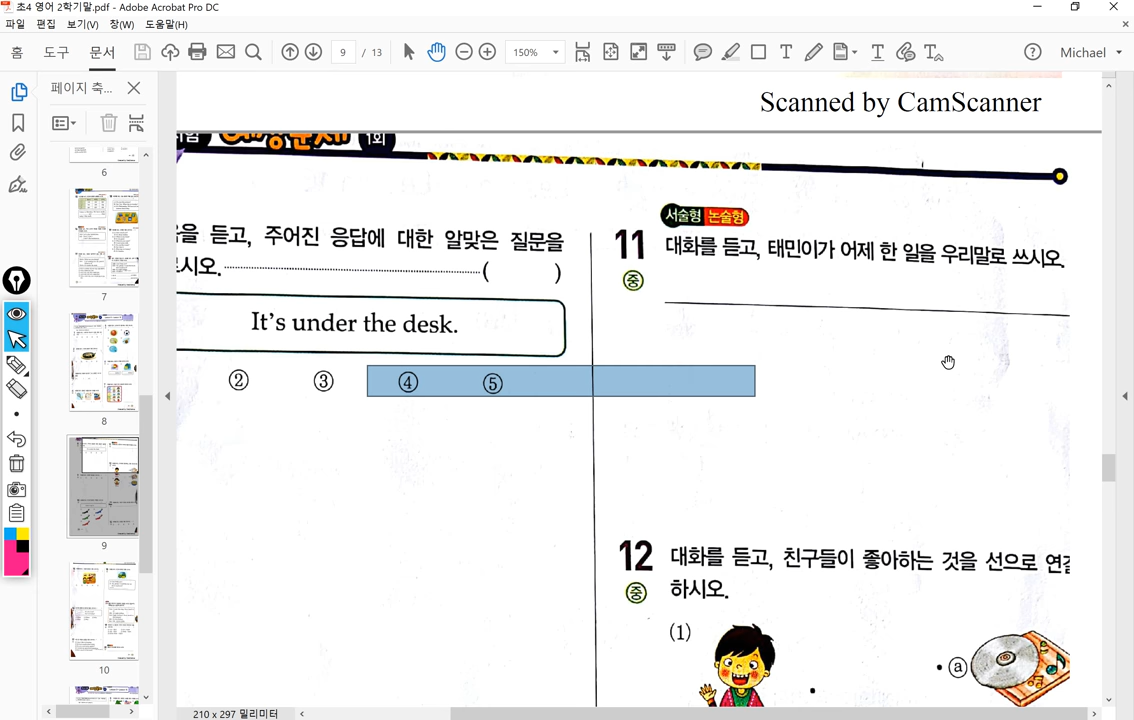 초4 영어 2학기말.pdf - Adobe Acrobat Pro DC
파일 편집 보기(V) 창(W) 도움말(H)
홈 도구 문서 9 / 13 150% Michael
페이지 축...
6
7
8
9
10
Scanned by CamScanner
예상문제 1회
을 듣고, 주어진 응답에 대한 알맞은 질문을
시오. ( )
It's under the desk.
② ③ ④ ⑤
서술형 논술형
11 대화를 듣고, 태민이가 어제 한 일을 우리말로 쓰시오.
중
12 대화를 듣고, 친구들이 좋아하는 것을 선으로 연결
중 하시오.
(1)
ⓐ
210 x 297 밀리미터